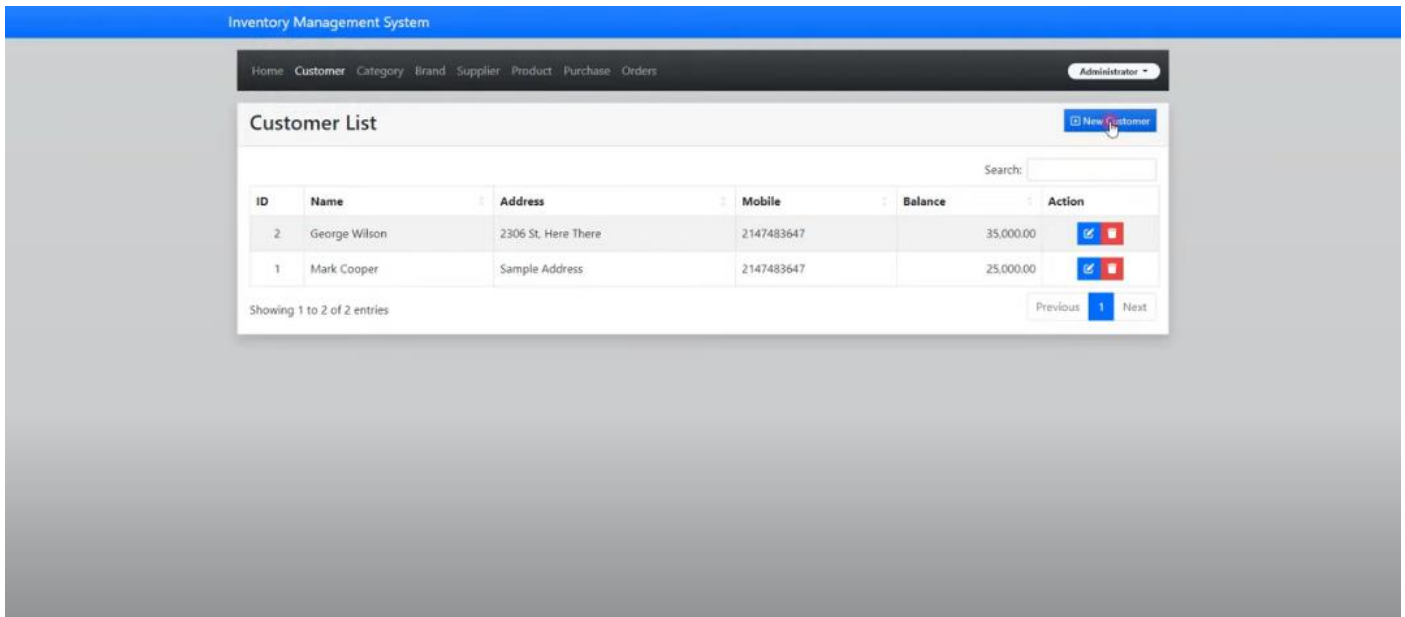 Inventory Management System
Home Customer Category Brand Supplier Product Purchase Orders Administrator
Customer List New Customer
Search:
ID Name Address Mobile Balance Action
2 George Wilson 2306 St, Here There 2147483647 35,000.00
1 Mark Cooper Sample Address 2147483647 25,000.00
Showing 1 to 2 of 2 entries Previous 1 Next